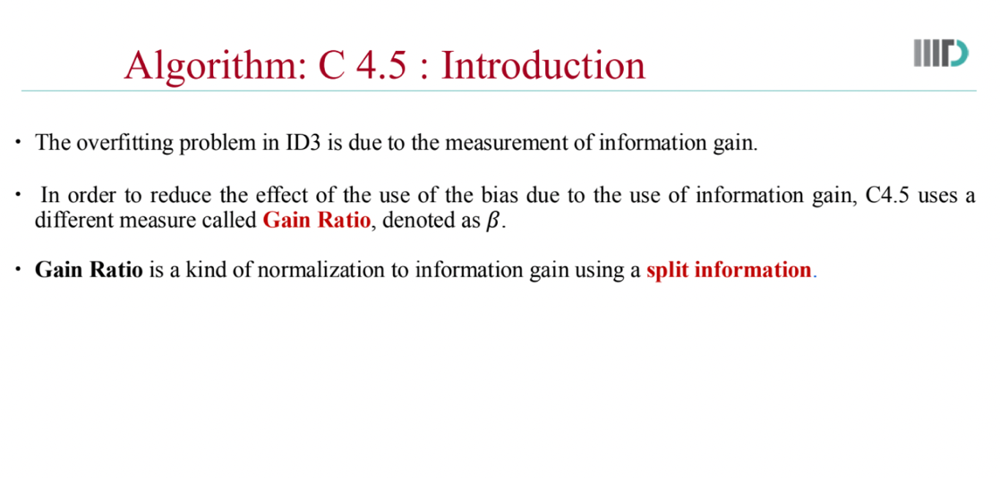 Algorithm: C 4.5 : Introduction
IIITD
• The overfitting problem in ID3 is due to the measurement of information gain.
• In order to reduce the effect of the use of the bias due to the use of information gain, C4.5 uses a
different measure called Gain Ratio, denoted as β.
• Gain Ratio is a kind of normalization to information gain using a split information.